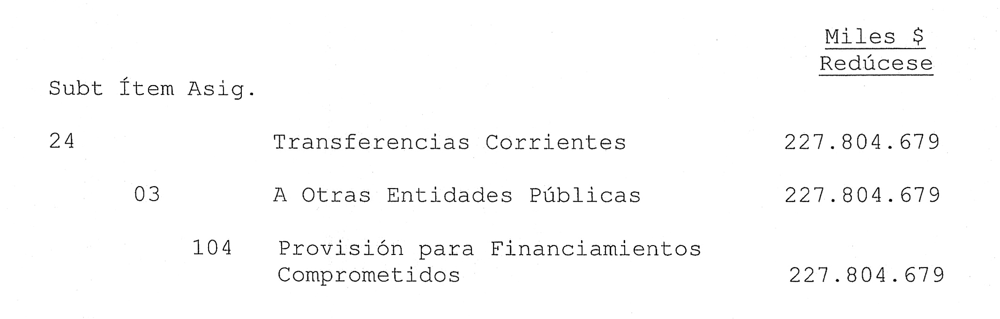 Miles $
Redúcese
Subt Ítem Asig.
24 Transferencias Corrientes 227.804.679
03 A Otras Entidades Públicas 227.804.679
104 Provisión para Financiamientos
Comprometidos 227.804.679